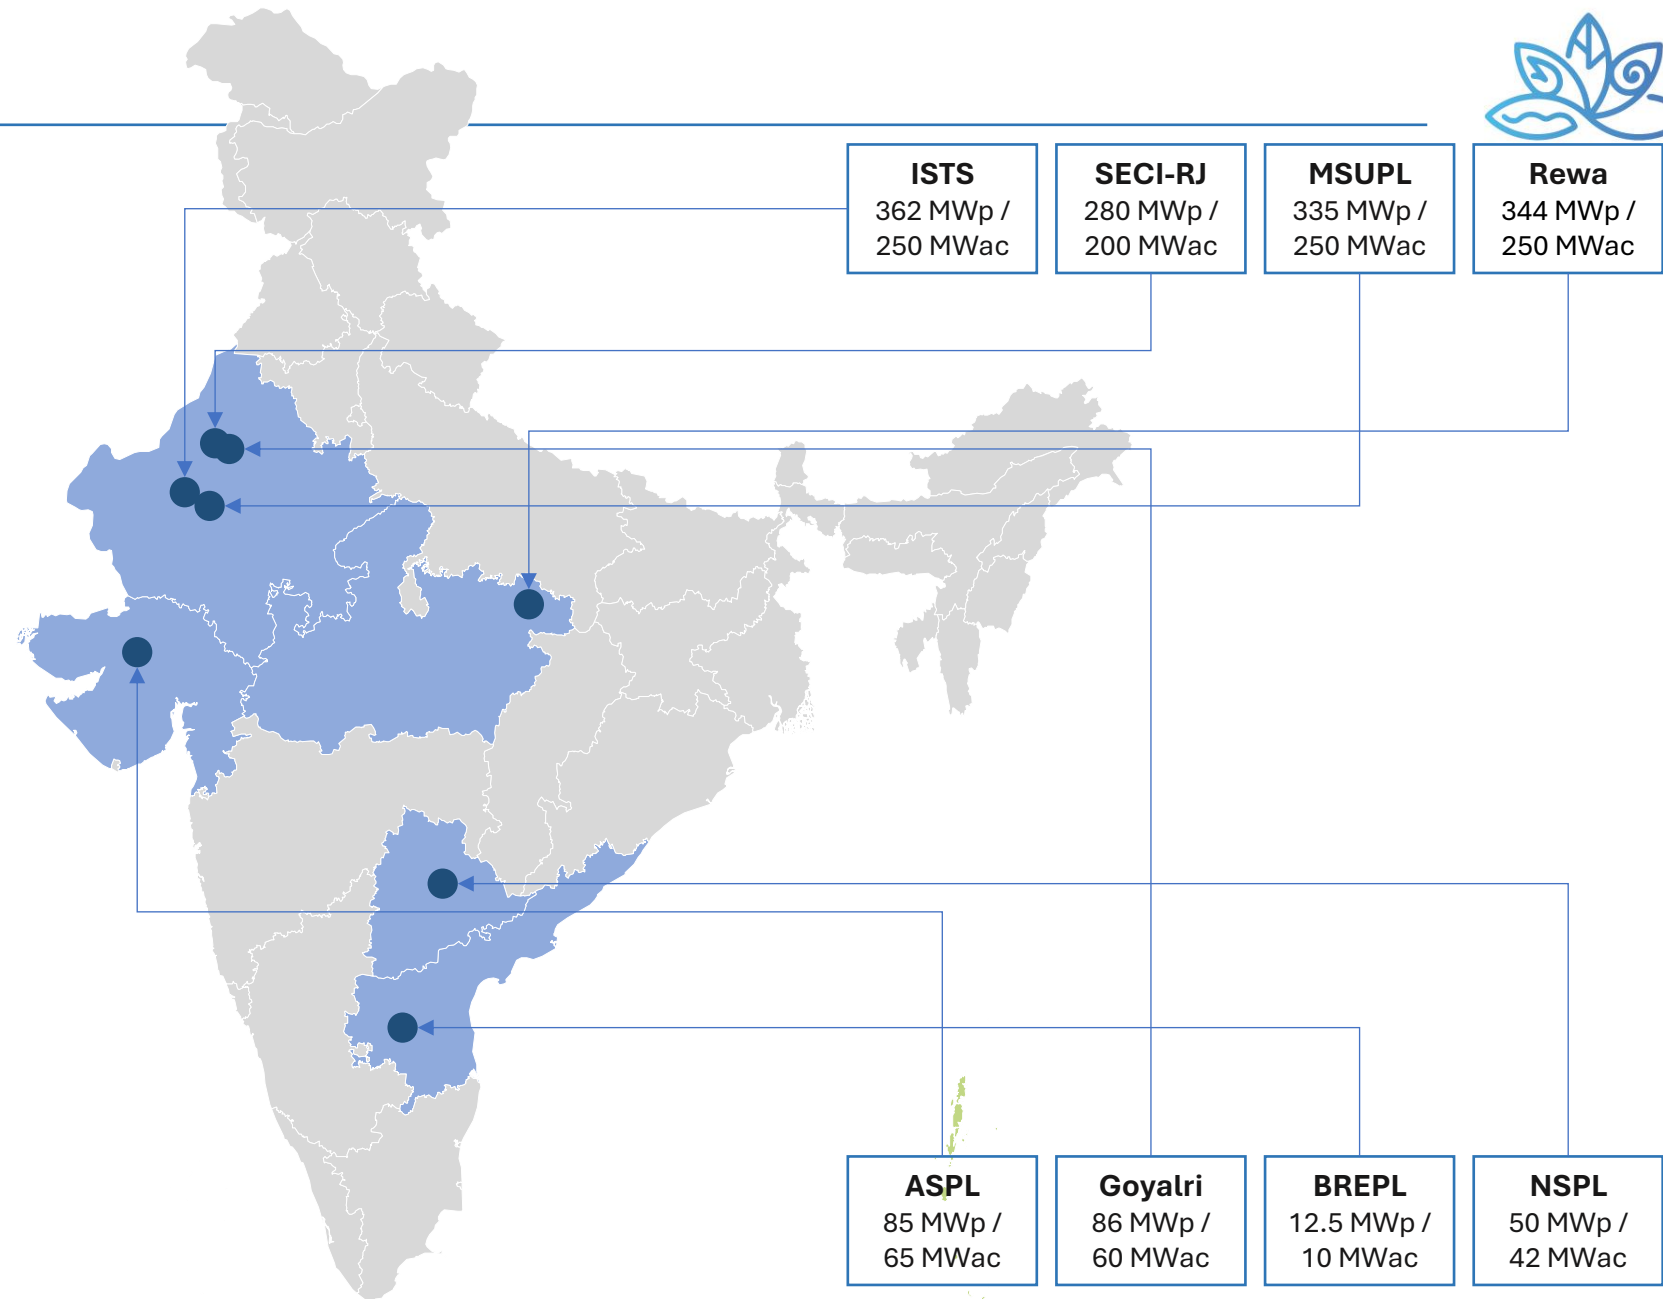 ISTS
362 MWp /
250 MWac
SECI-RJ
280 MWp /
200 MWac
MSUPL
335 MWp /
250 MWac
Rewa
344 MWp /
250 MWac
ASPL
85 MWp /
65 MWac
Goyalri
86 MWp /
60 MWac
BREPL
12.5 MWp /
10 MWac
NSPL
50 MWp /
42 MWac